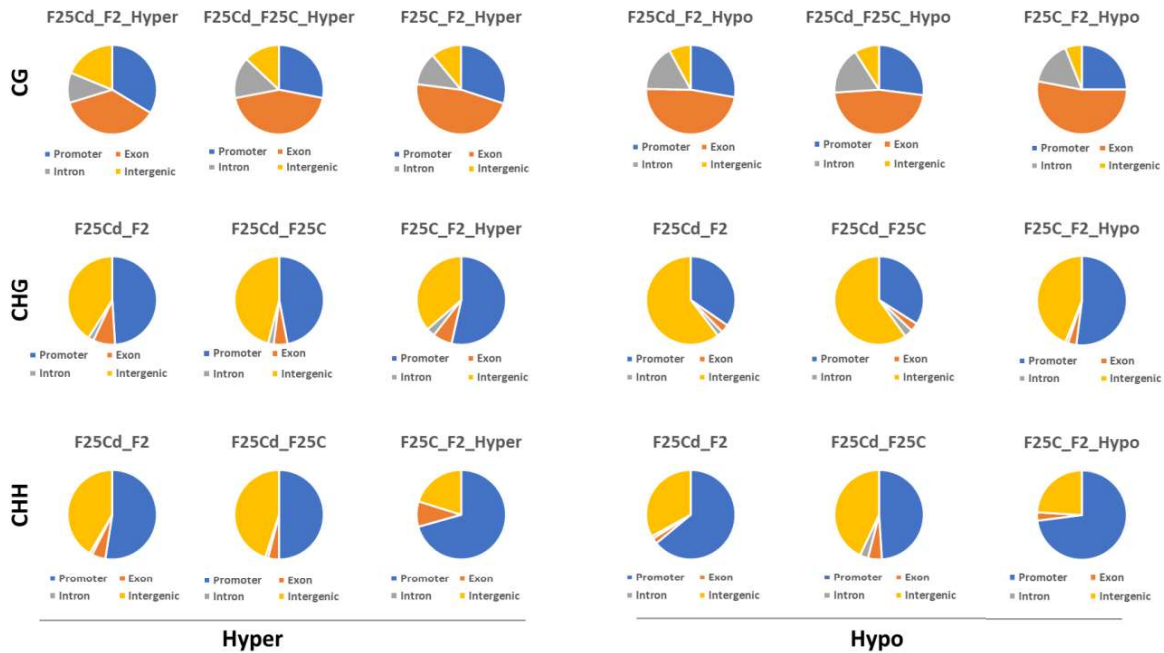 F25Cd_F2_Hyper F25Cd_F25C_Hyper F25C_F2_Hyper F25Cd_F2_Hypo F25Cd_F25C_Hypo F25C_F2_Hypo
CG
Promoter Exon Promoter Exon Promoter Exon Promoter Exon Promoter Exon Promoter Exon
Intron Intergenic Intron Intergenic Intron Intergenic Intron Intergenic Intron Intergenic Intron Intergenic
F25Cd_F2 F25Cd_F25C F25C_F2_Hyper F25Cd_F2 F25Cd_F25C F25C_F2_Hypo
CHG
Promoter Exon Promoter Exon Promoter Exon Promoter Exon Promoter Exon Promoter Exon
Intron Intergenic Intron Intergenic Intron Intergenic Intron Intergenic Intron Intergenic Intron Intergenic
F25Cd_F2 F25Cd_F25C F25C_F2_Hyper F25Cd_F2 F25Cd_F25C F25C_F2_Hypo
CHH
Promoter Exon Promoter Exon Promoter Exon Promoter Exon Promoter Exon Promoter Exon
Intron Intergenic Intron Intergenic Intron Intergenic Intron Intergenic Intron Intergenic Intron Intergenic
Hyper Hypo